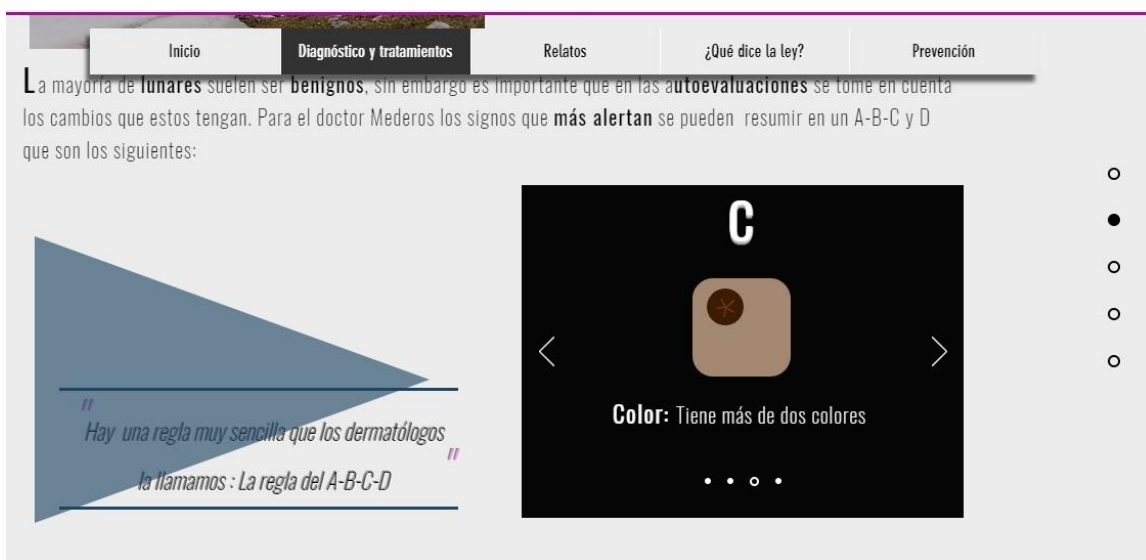 Inicio Diagnóstico y tratamientos Relatos ¿Qué dice la ley? Prevención
La mayoría de lunares suelen ser benignos, sin embargo es importante que en las autoevaluaciones se tome en cuenta
los cambios que estos tengan. Para el doctor Mederos los signos que más alertan se pueden resumir en un A-B-C y D
que son los siguientes:
"
Hay una regla muy sencilla que los dermatólogos
"
la llamamos : La regla del A-B-C-D
C
Color: Tiene más de dos colores